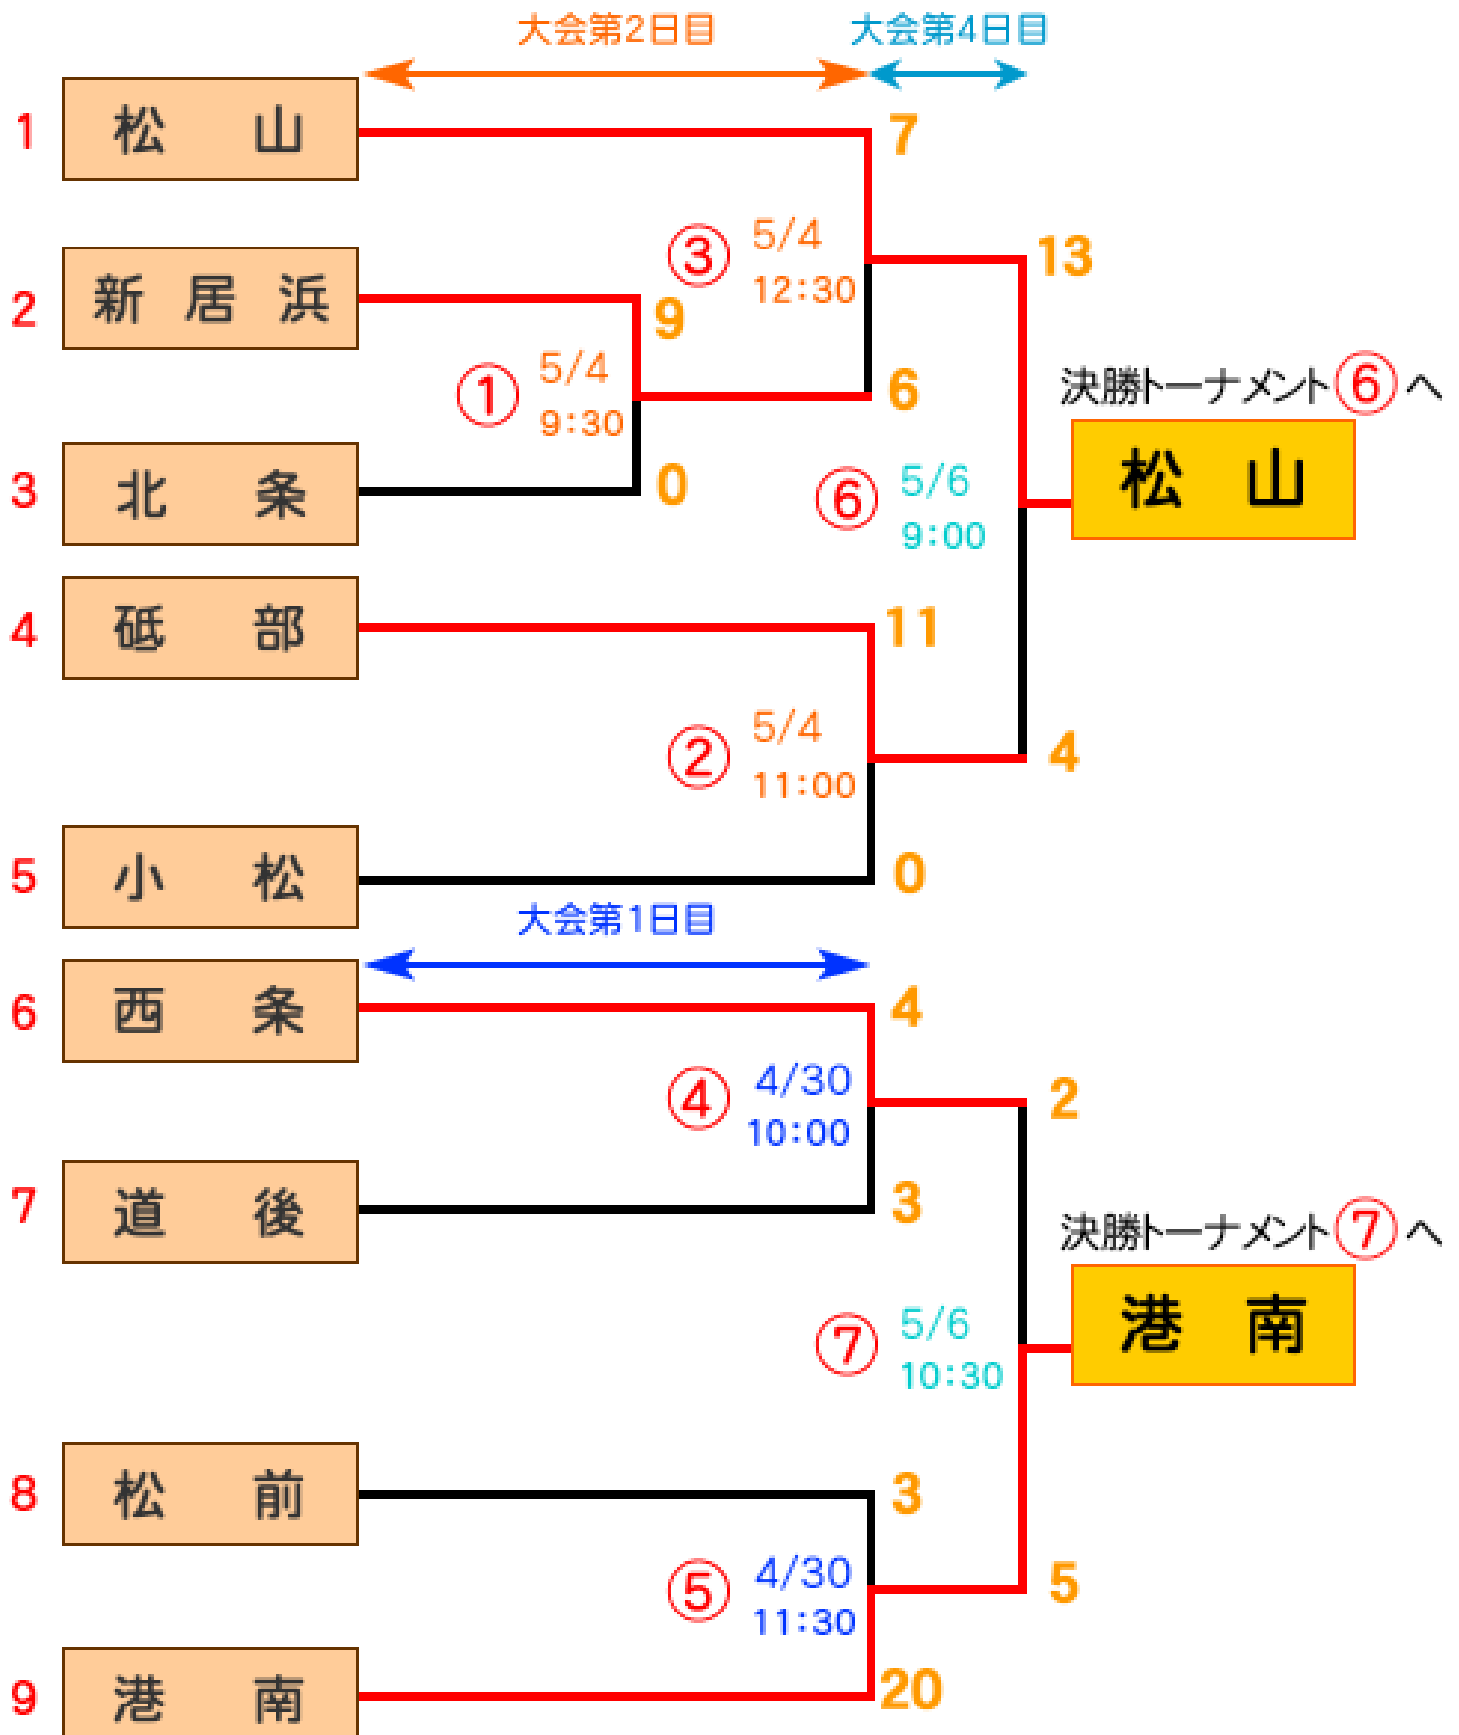 大会第2日目 大会第4日目
1 松山 7
③ 5/4
12:30
13
2 新居浜 9
① 5/4
9:30
6
決勝トーナメント⑥へ
松山
3 北条 0
⑥ 5/6
9:00
4 砥部 11
② 5/4
11:00
4
5 小松 0
大会第1日目
6 西条 4
④ 4/30
10:00
2
7 道後 3
決勝トーナメント⑦へ
港南
⑦ 5/6
10:30
8 松前 3
⑤ 4/30
11:30
5
9 港南 20